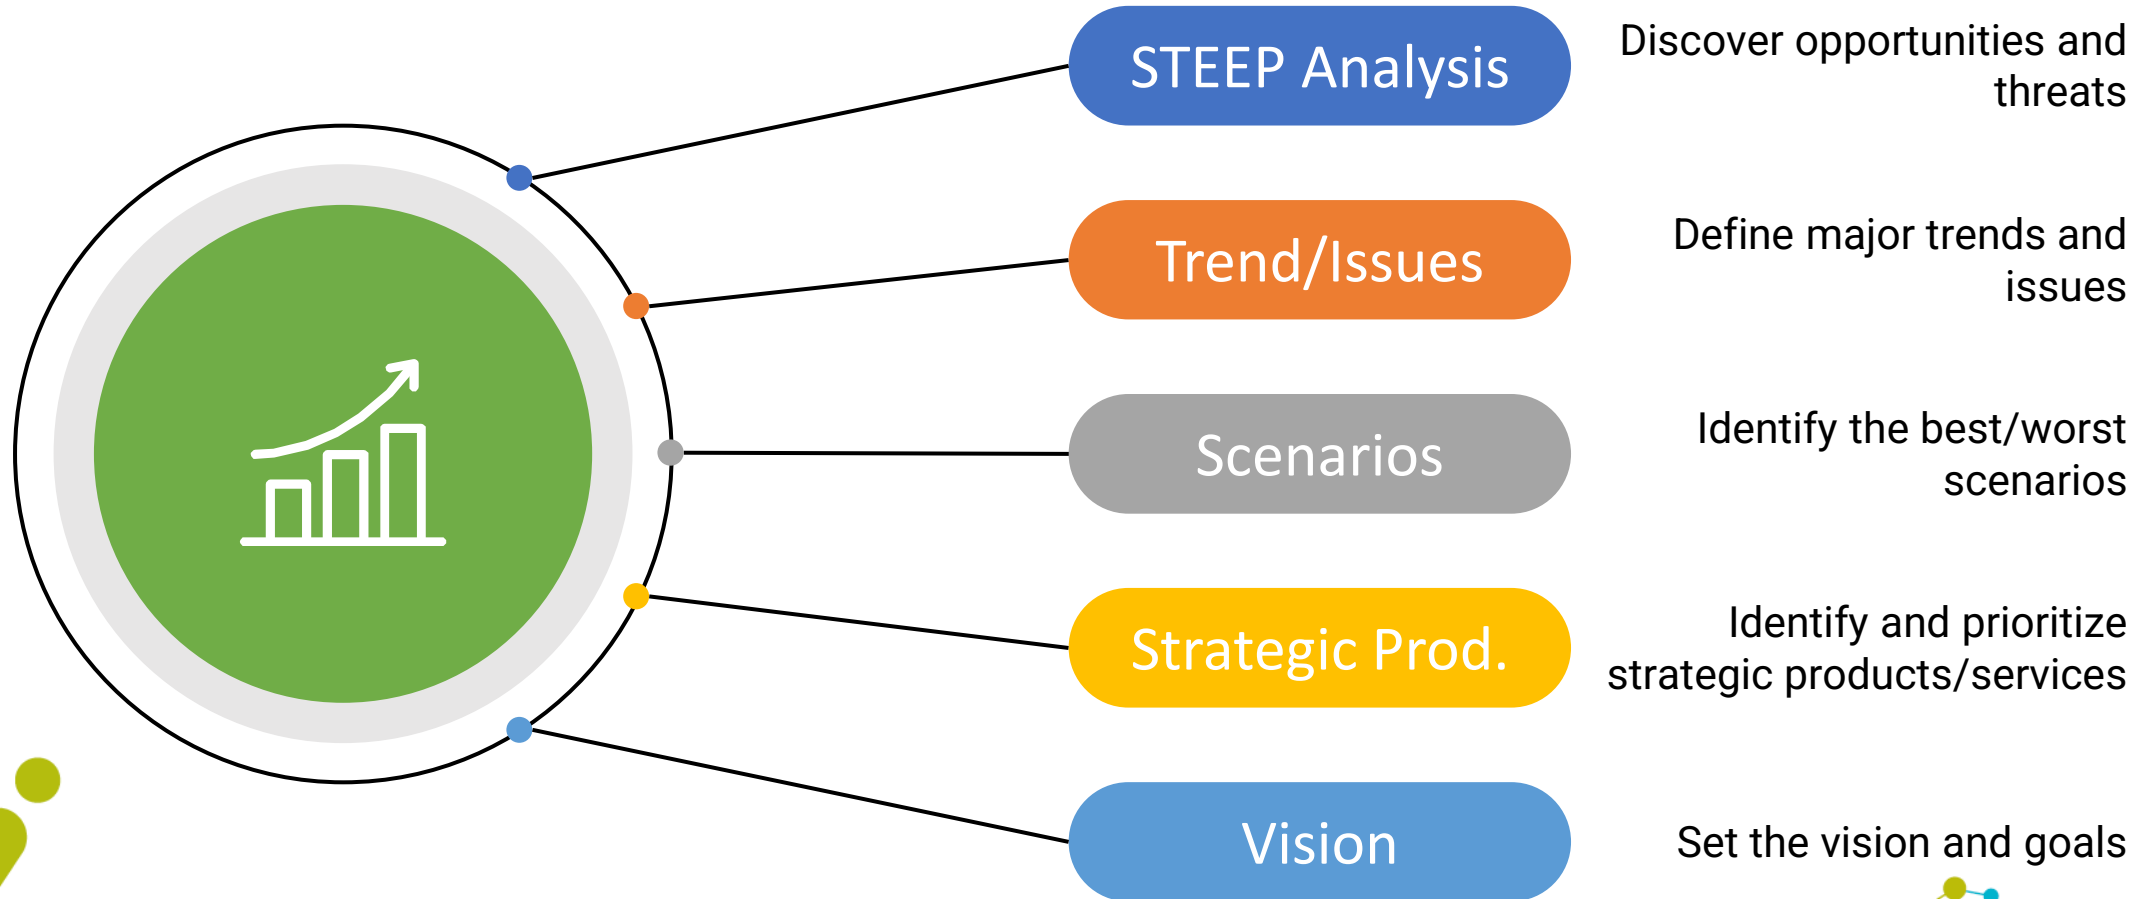 STEEP Analysis
Discover opportunities and
threats
Trend/Issues
Define major trends and
issues
Scenarios
Identify the best/worst
scenarios
Strategic Prod.
Identify and prioritize
strategic products/services
Vision
Set the vision and goals